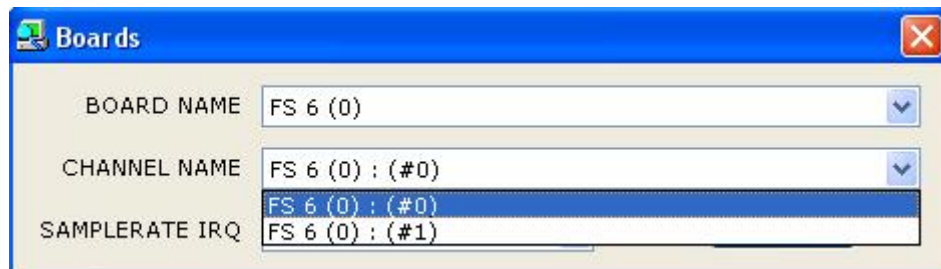 Boards
BOARD NAME FS 6 (0)
CHANNEL NAME FS 6 (0) : (#0)
FS 6 (0) : (#0)
SAMPLERATE IRQ FS 6 (0) : (#1)